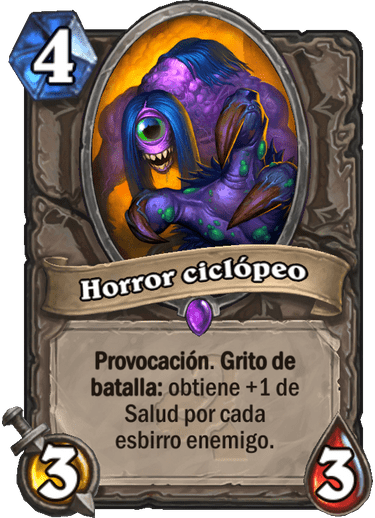 4
Horror ciclópeo
Provocación. Grito de
batalla: obtiene +1 de
Salud por cada
esbirro enemigo.
3
3